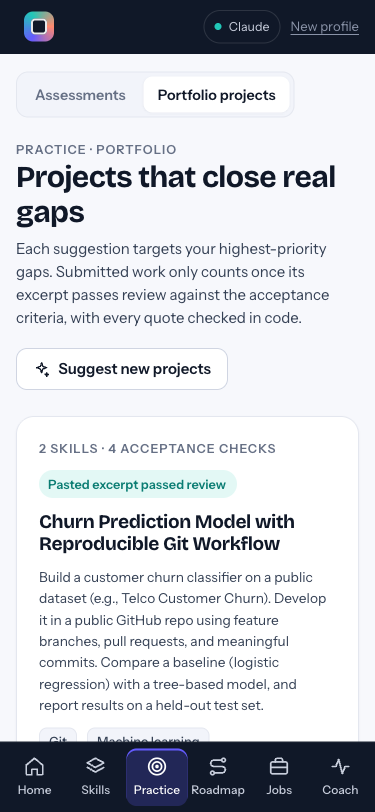 Claude
New profile
Assessments
Portfolio projects
PRACTICE · PORTFOLIO
Projects that close real
gaps
Each suggestion targets your highest-priority
gaps. Submitted work only counts once its
excerpt passes review against the acceptance
criteria, with every quote checked in code.
Suggest new projects
2 SKILLS · 4 ACCEPTANCE CHECKS
Pasted excerpt passed review
Churn Prediction Model with
Reproducible Git Workflow
Build a customer churn classifier on a public
dataset (e.g., Telco Customer Churn). Develop
it in a public GitHub repo using feature
branches, pull requests, and meaningful
commits. Compare a baseline (logistic
regression) with a tree-based model, and
report results on a held-out test set.
Git
Machine learning
Home
Skills
Practice
Roadmap
Jobs
Coach